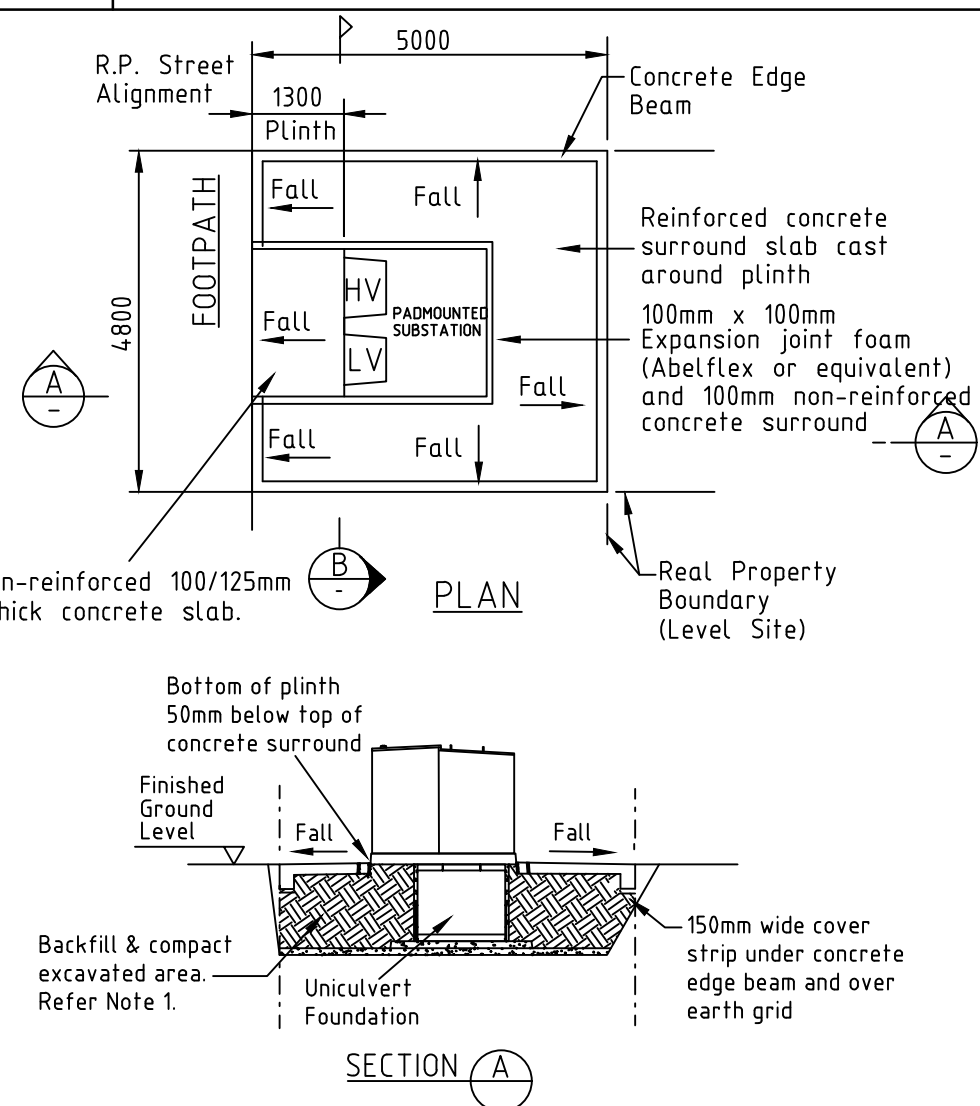 5000
R.P. Street
Alignment
1300
Plinth
Concrete Edge
Beam
FOOTPATH
4800
Fall
Fall
Reinforced concrete
surround slab cast
around plinth
HV
PADMOUNTED
SUBSTATION
Fall
LV
100mm x 100mm
Expansion joint foam
(Abelflex or equivalent)
and 100mm non-reinforced
concrete surround
Fall
A
-
A
-
Fall
Fall
n-reinforced 100/125mm
hick concrete slab.
B
-
PLAN
Real Property
Boundary
(Level Site)
Bottom of plinth
50mm below top of
concrete surround
Finished
Ground
Level
Fall
Fall
Backfill & compact
excavated area.
Refer Note 1.
Uniculvert
Foundation
150mm wide cover
strip under concrete
edge beam and over
earth grid
SECTION A